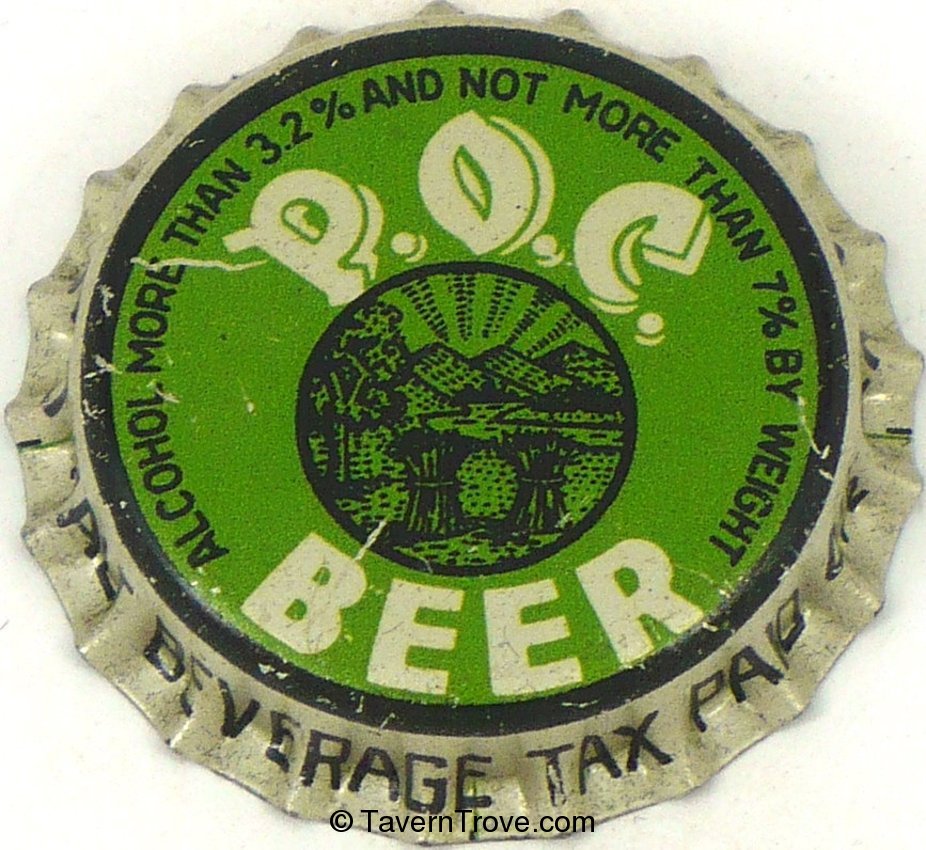 ALCOHOL MORE THAN 3.2% AND NOT MORE THAN 7% BY WEIGHT
P.O.C.
BEER
BEVERAGE TAX PAID
© TavernTrove.com